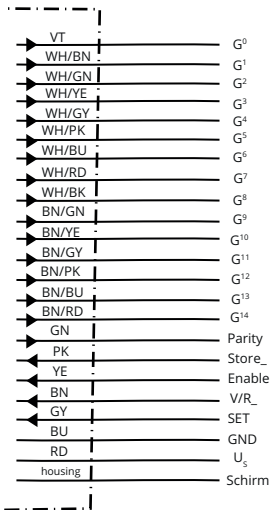 VT G⁰
WH/BN G¹
WH/GN G²
WH/YE G³
WH/GY G⁴
WH/PK G⁵
WH/BU G⁶
WH/RD G⁷
WH/BK G⁸
BN/GN G⁹
BN/YE G¹⁰
BN/GY G¹¹
BN/PK G¹²
BN/BU G¹³
BN/RD G¹⁴
GN Parity
PK Store_
YE Enable
BN V/R_
GY SET
BU GND
RD Uₛ
housing Schirm